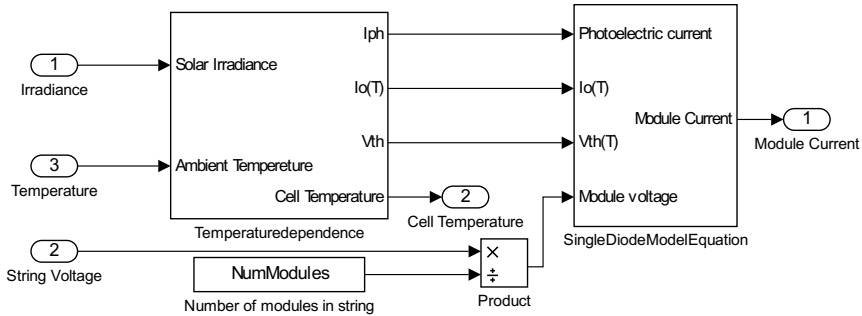 1
Irradiance
3
Temperature
2
String Voltage
Solar Irradiance
Ambient Tempereture
Iph
Io(T)
Vth
Cell Temperature
Temperaturedependence
2
Cell Temperature
NumModules
Number of modules in string
×
÷
Product
Photoelectric current
Io(T)
Vth(T)
Module voltage
Module Current
SingleDiodeModelEquation
1
Module Current